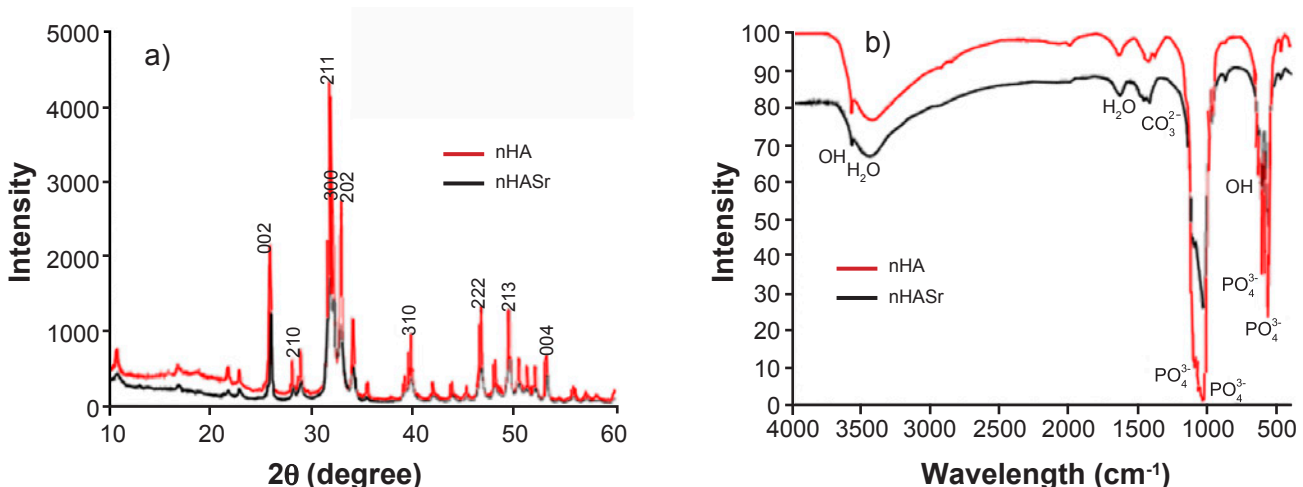 a)
5000
4000
3000
2000
1000
0
Intensity
10
20
30
40
50
60
2θ (degree)
002
210
211
300
202
310
222
213
004
nHA
nHASr
b)
100
90
80
70
60
50
40
30
20
10
0
Intensity
4000
3500
3000
2500
2000
1500
1000
500
Wavelength (cm⁻¹)
OH
H₂O
H₂O
CO₃²⁻
OH
PO₄³⁻
PO₄³⁻
PO₄³⁻
PO₄³⁻
nHA
nHASr